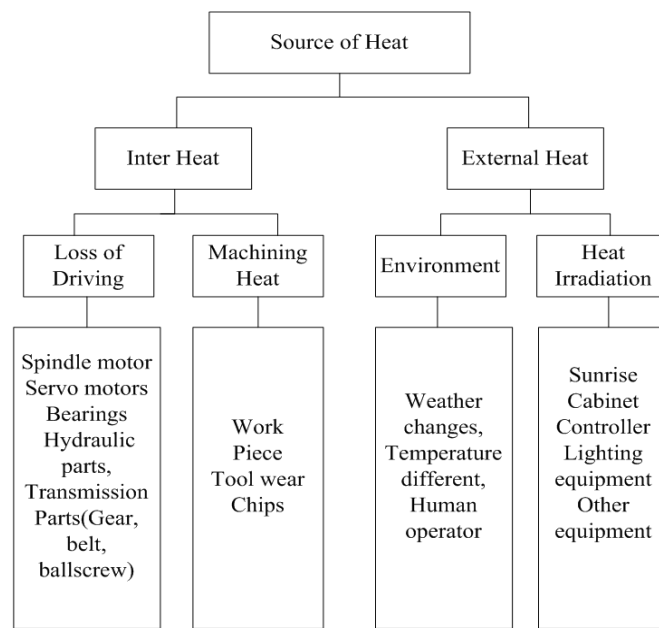 Source of Heat
Inter Heat
External Heat
Loss of
Driving
Machining
Heat
Environment
Heat
Irradiation
Spindle motor
Servo motors
Bearings
Hydraulic
parts,
Transmission
Parts(Gear,
belt,
ballscrew)
Work
Piece
Tool wear
Chips
Weather
changes,
Temperature
different,
Human
operator
Sunrise
Cabinet
Controller
Lighting
equipment
Other
equipment